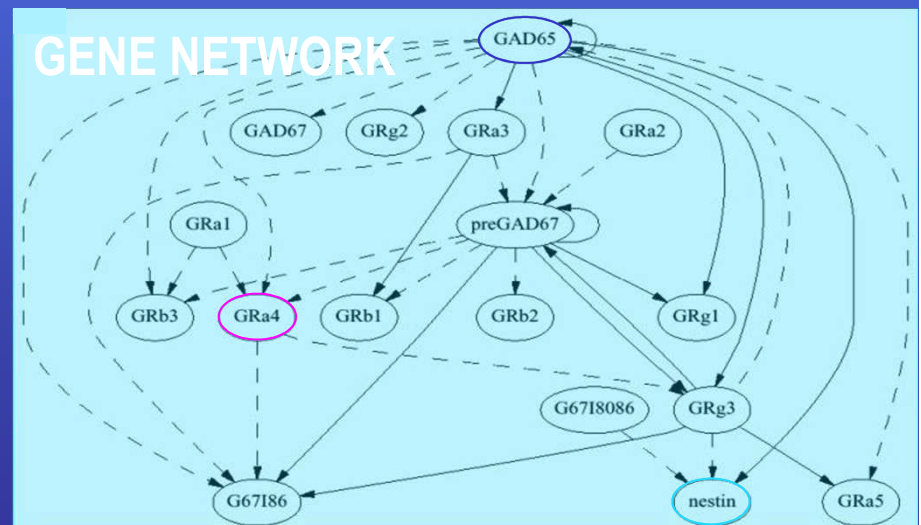 GENE NETWORK
GAD65
GAD67
GRg2
GRa3
GRa2
GRa1
preGAD67
GRb3
GRa4
GRb1
GRb2
GRg1
G67I8086
GRg3
G67I86
nestin
GRa5